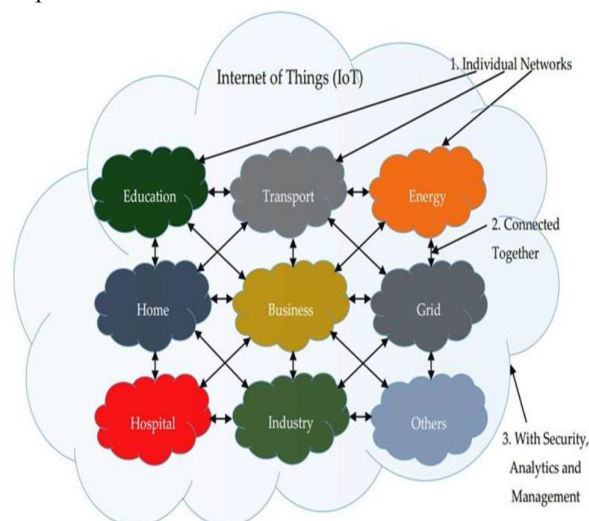 1. Individual Networks
Internet of Things (IoT)
Education
Transport
Energy
2. Connected
Together
Home
Business
Grid
Hospital
Industry
Others
3. With Security,
Analytics and
Management